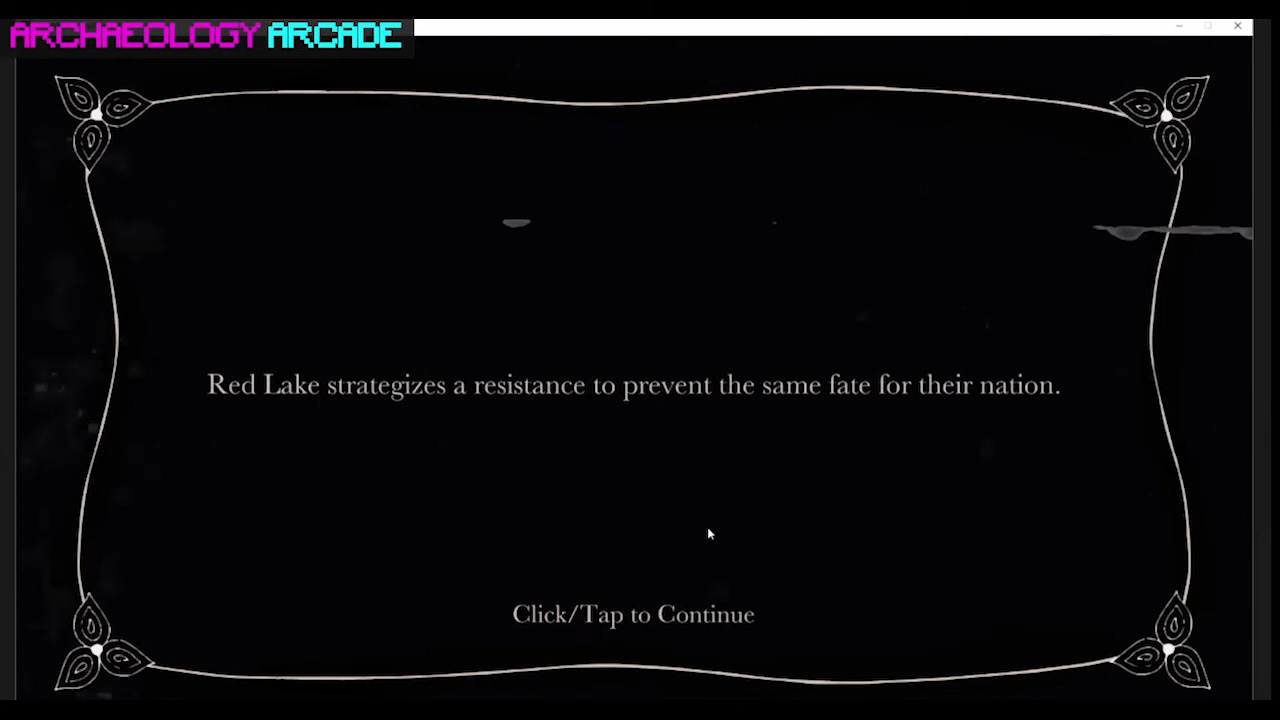 ARCHAEOLOGY ARCADE
Red Lake strategizes a resistance to prevent the same fate for their nation.
Click/Tap to Continue